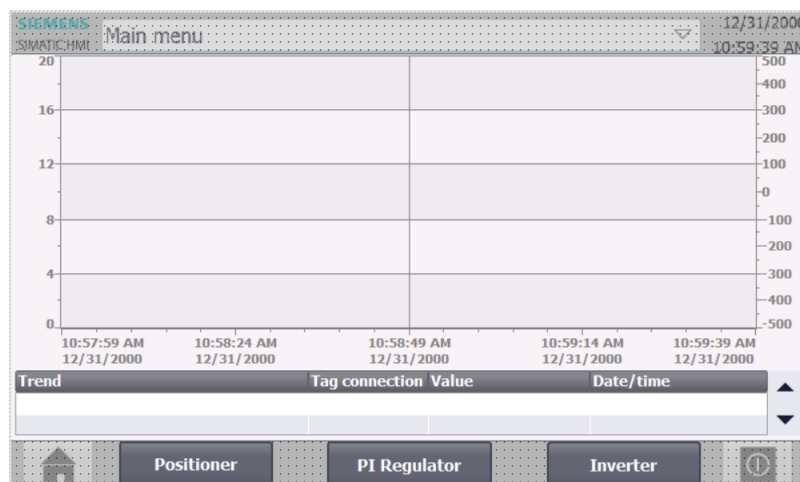 SIEMENS
SIMATIC HMI
Main menu
12/31/2000
10:59:39 AM
20
16
12
8
4
0
500
400
300
200
100
0
-100
-200
-300
-400
-500
10:57:59 AM 10:58:24 AM 10:58:49 AM 10:59:14 AM 10:59:39 AM
12/31/2000 12/31/2000 12/31/2000 12/31/2000 12/31/2000
Trend Tag connection Value Date/time
Positioner PI Regulator Inverter